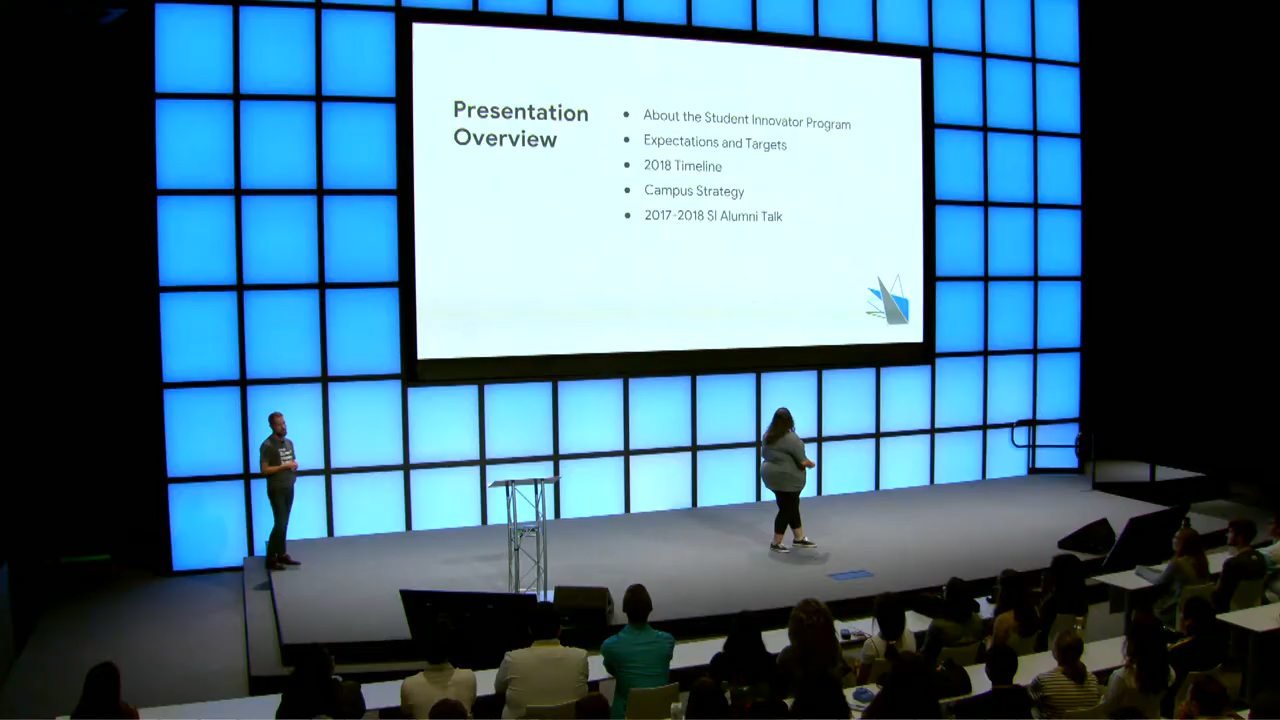 Presentation
Overview
About the Student Innovator Program
Expectations and Targets
2018 Timeline
Campus Strategy
2017-2018 SI Alumni Talk